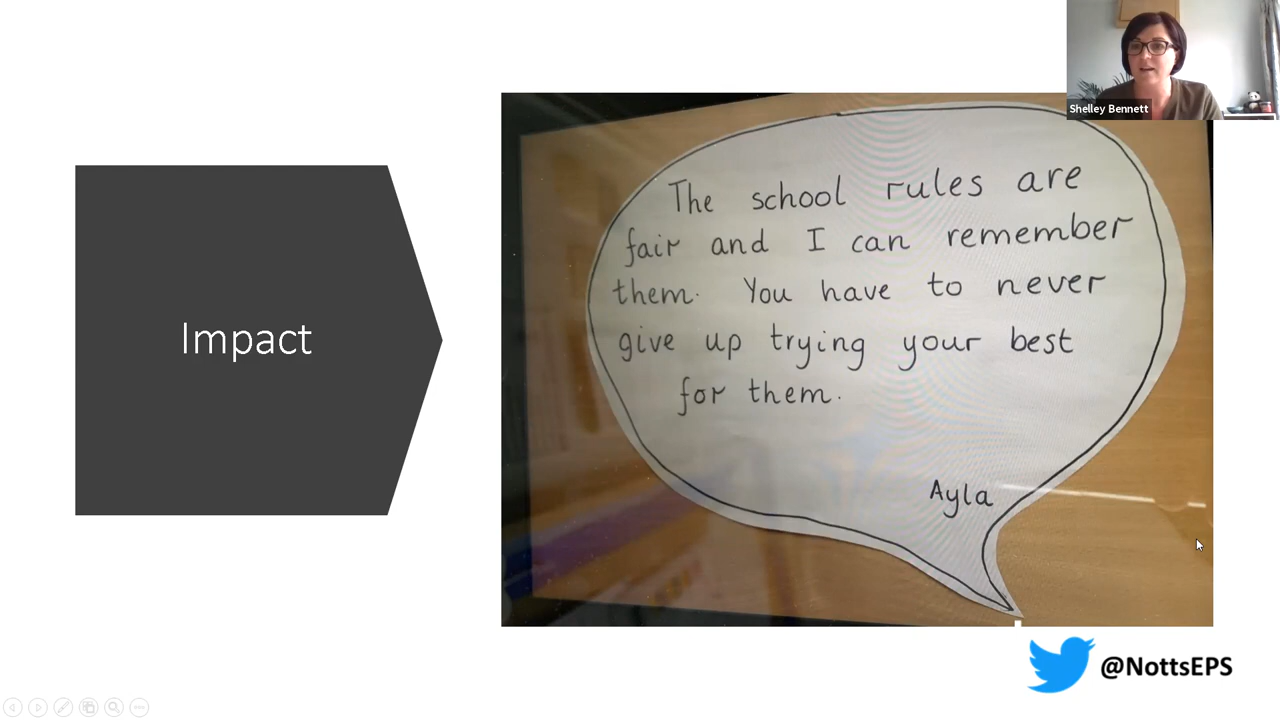 Shelley Bennett
Impact
The school rules are
fair and I can remember
them. You have to never
give up trying your best
for them.
Ayla
@NottsEPS